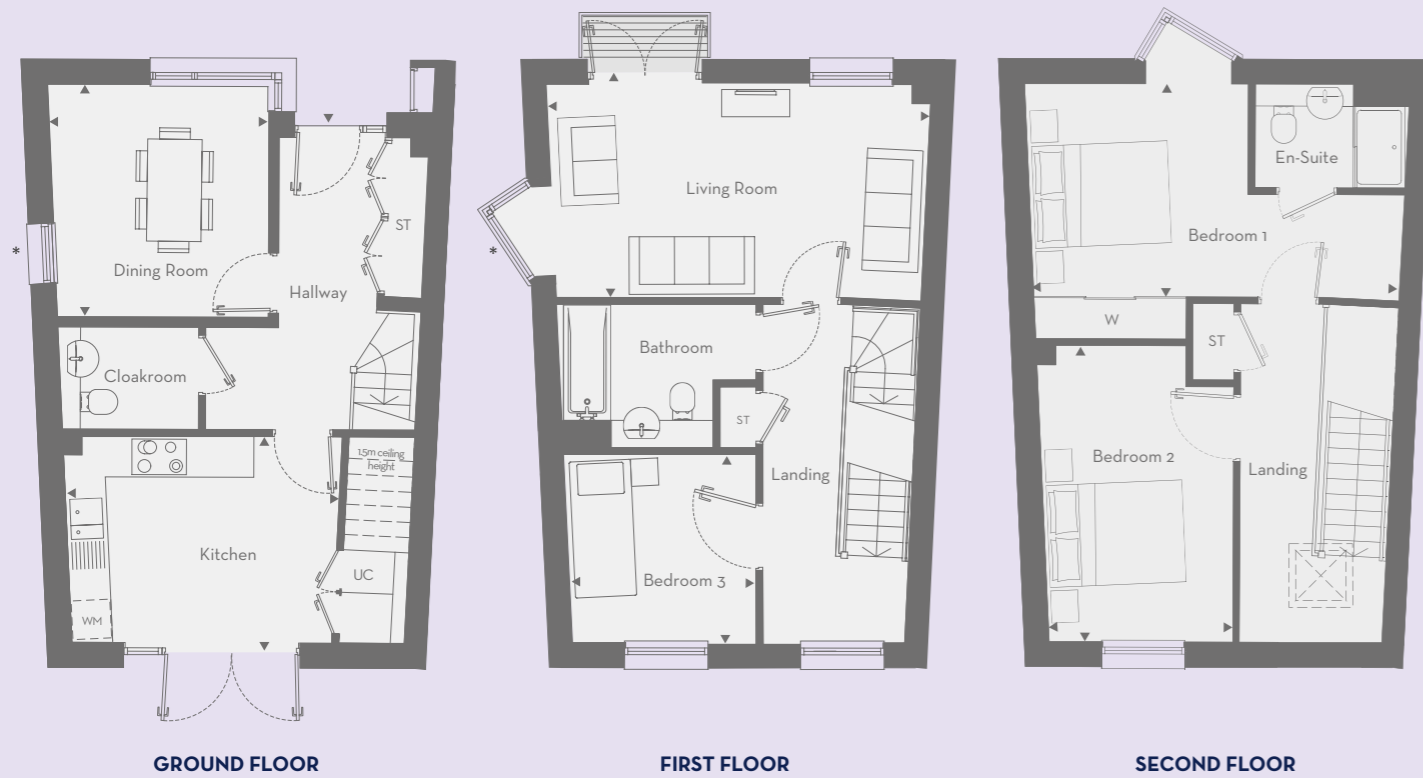 Dining Room
*
Hallway
ST
Cloakroom
1.5m ceiling
height
Kitchen
UC
WM
GROUND FLOOR
Living Room
*
Bathroom
ST
Landing
Bedroom 3
FIRST FLOOR
En-Suite
Bedroom 1
W
ST
Bedroom 2
Landing
SECOND FLOOR